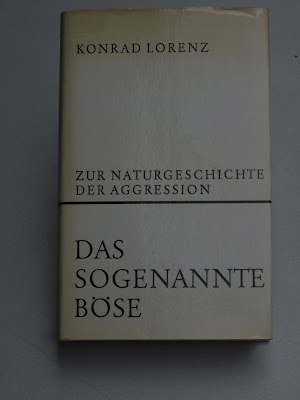 KONRAD LORENZ
ZUR NATURGESCHICHTE
DER AGGRESSION
DAS
SOGENANNTE
BÖSE